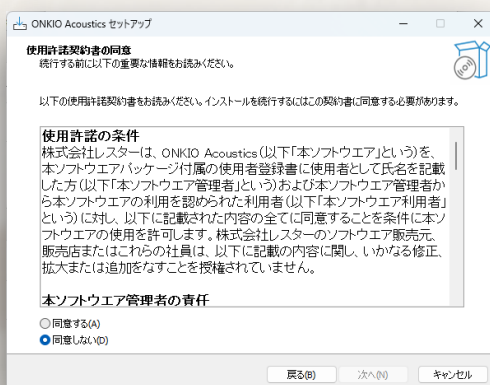 ONKIO Acoustics セットアップ
使用許諾契約書の同意
続行する前に以下の重要な情報をお読みください。
以下の使用許諾契約書をお読みください。インストールを続行するにはこの契約書に同意する必要があります。
使用許諾の条件
株式会社レスターは、ONKIO Acoustics（以下「本ソフトウエア」という）を、
本ソフトウエアパッケージ付属の使用者登録書に使用者として氏名を記載
した方（以下「本ソフトウエア管理者」という）および本ソフトウエア管理者か
ら本ソフトウエアの利用を認められた利用者（以下「本ソフトウエア利用者」
という）に対し、以下に記載された内容の全てに同意することを条件に本ソ
フトウエアの使用を許可します。株式会社レスターのソフトウエア販売元、
販売店またはこれらの社員は、以下に記載の内容に関し、いかなる修正、
拡大または追加をなすことを授権されていません。
本ソフトウエア管理者の責任
同意する(A)
同意しない(D)
戻る(B) 次へ(N) キャンセル